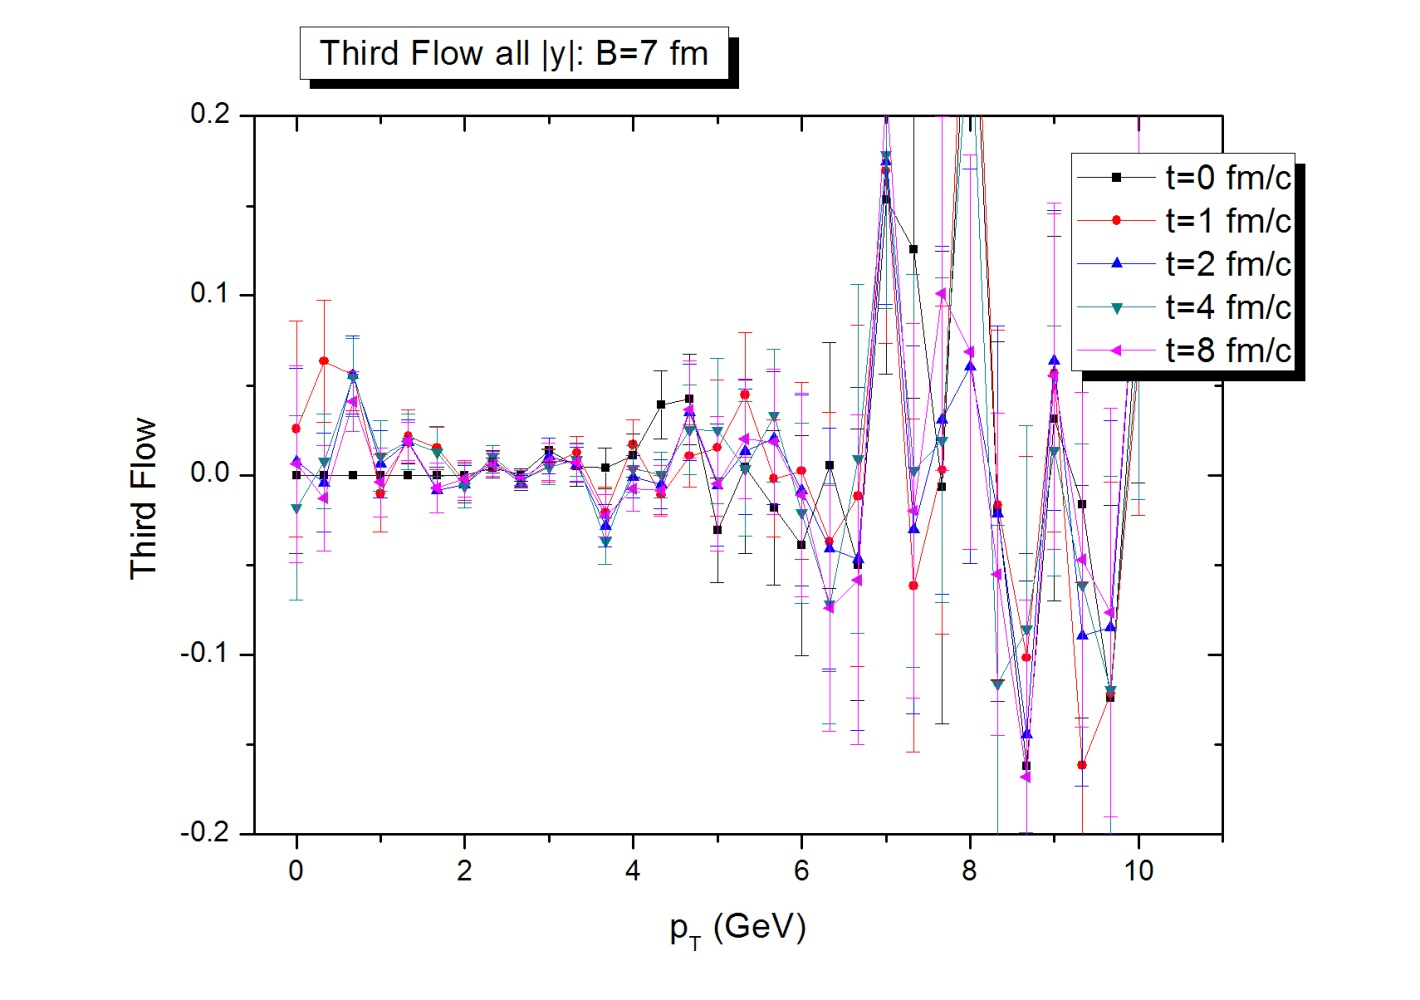 Third Flow all |y|: B=7 fm
0.2
0.1
0.0
-0.1
-0.2
Third Flow
0 2 4 6 8 10
p_T (GeV)
t=0 fm/c
t=1 fm/c
t=2 fm/c
t=4 fm/c
t=8 fm/c